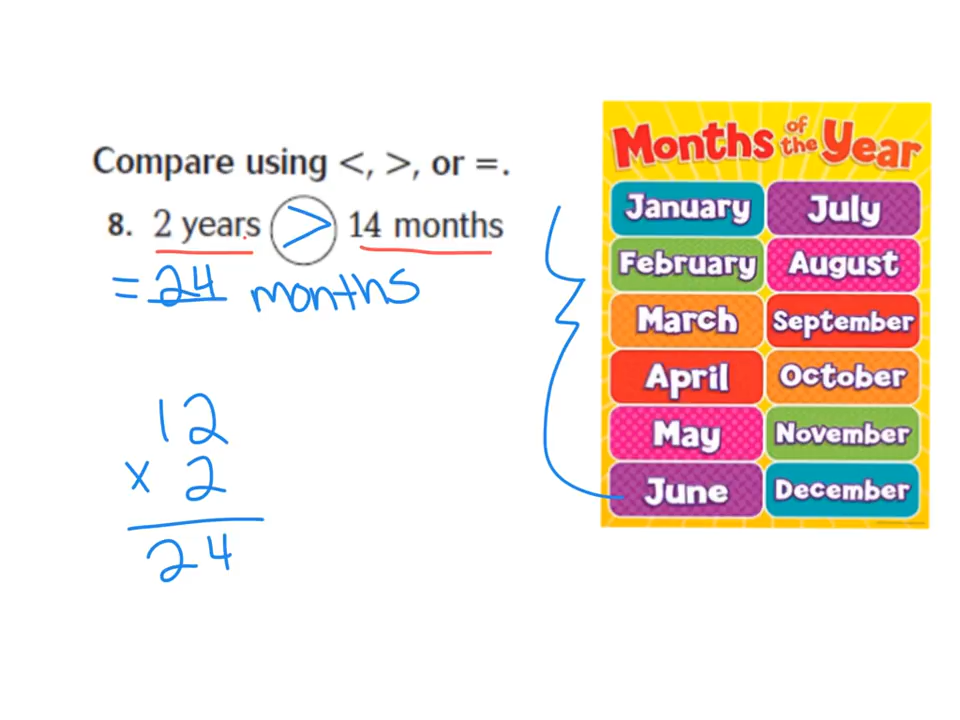 Compare using <, >, or =.
8. 2 years > 14 months
= 24 months
12
x 2
24
Months of the Year
January
February
March
April
May
June
July
August
September
October
November
December